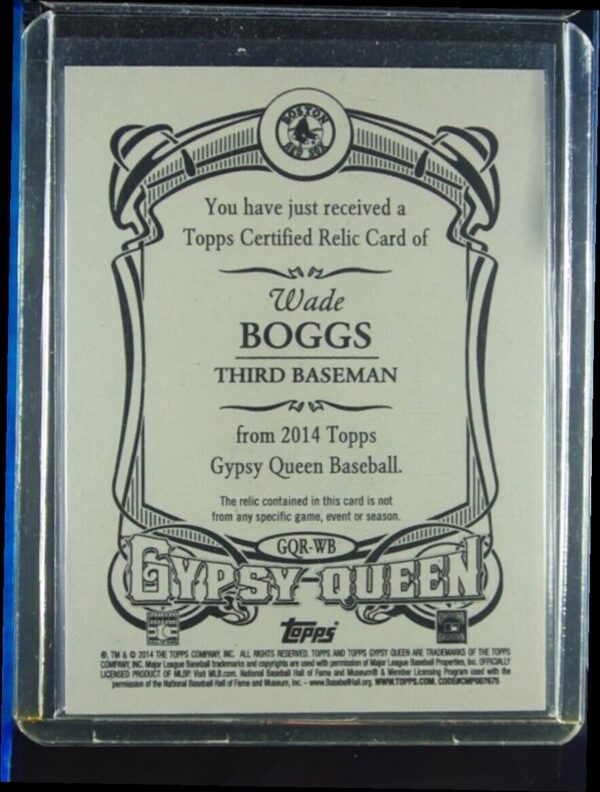 BOSTON
RED SOX
You have just received a
Topps Certified Relic Card of
Wade
BOGGS
THIRD BASEMAN
from 2014 Topps
Gypsy Queen Baseball.
The relic contained in this card is not
from any specific game, event or season.
GQR-WB
GYPSY QUEEN
Topps
®, TM & © 2014 THE TOPPS COMPANY, INC. ALL RIGHTS RESERVED. TOPPS AND TOPPS GYPSY QUEEN ARE TRADEMARKS OF THE TOPPS
COMPANY, INC. Major League Baseball trademarks and copyrights are used with permission of Major League Baseball Properties, Inc. OFFICIALLY
LICENSED PRODUCT OF MLBP. Visit MLB.com. National Baseball Hall of Fame and Museum® & Member Licensing Program used with the
permission of the National Baseball Hall of Fame and Museum, Inc. – www.BaseballHall.org. WWW.TOPPS.COM. CODE#CMP007675